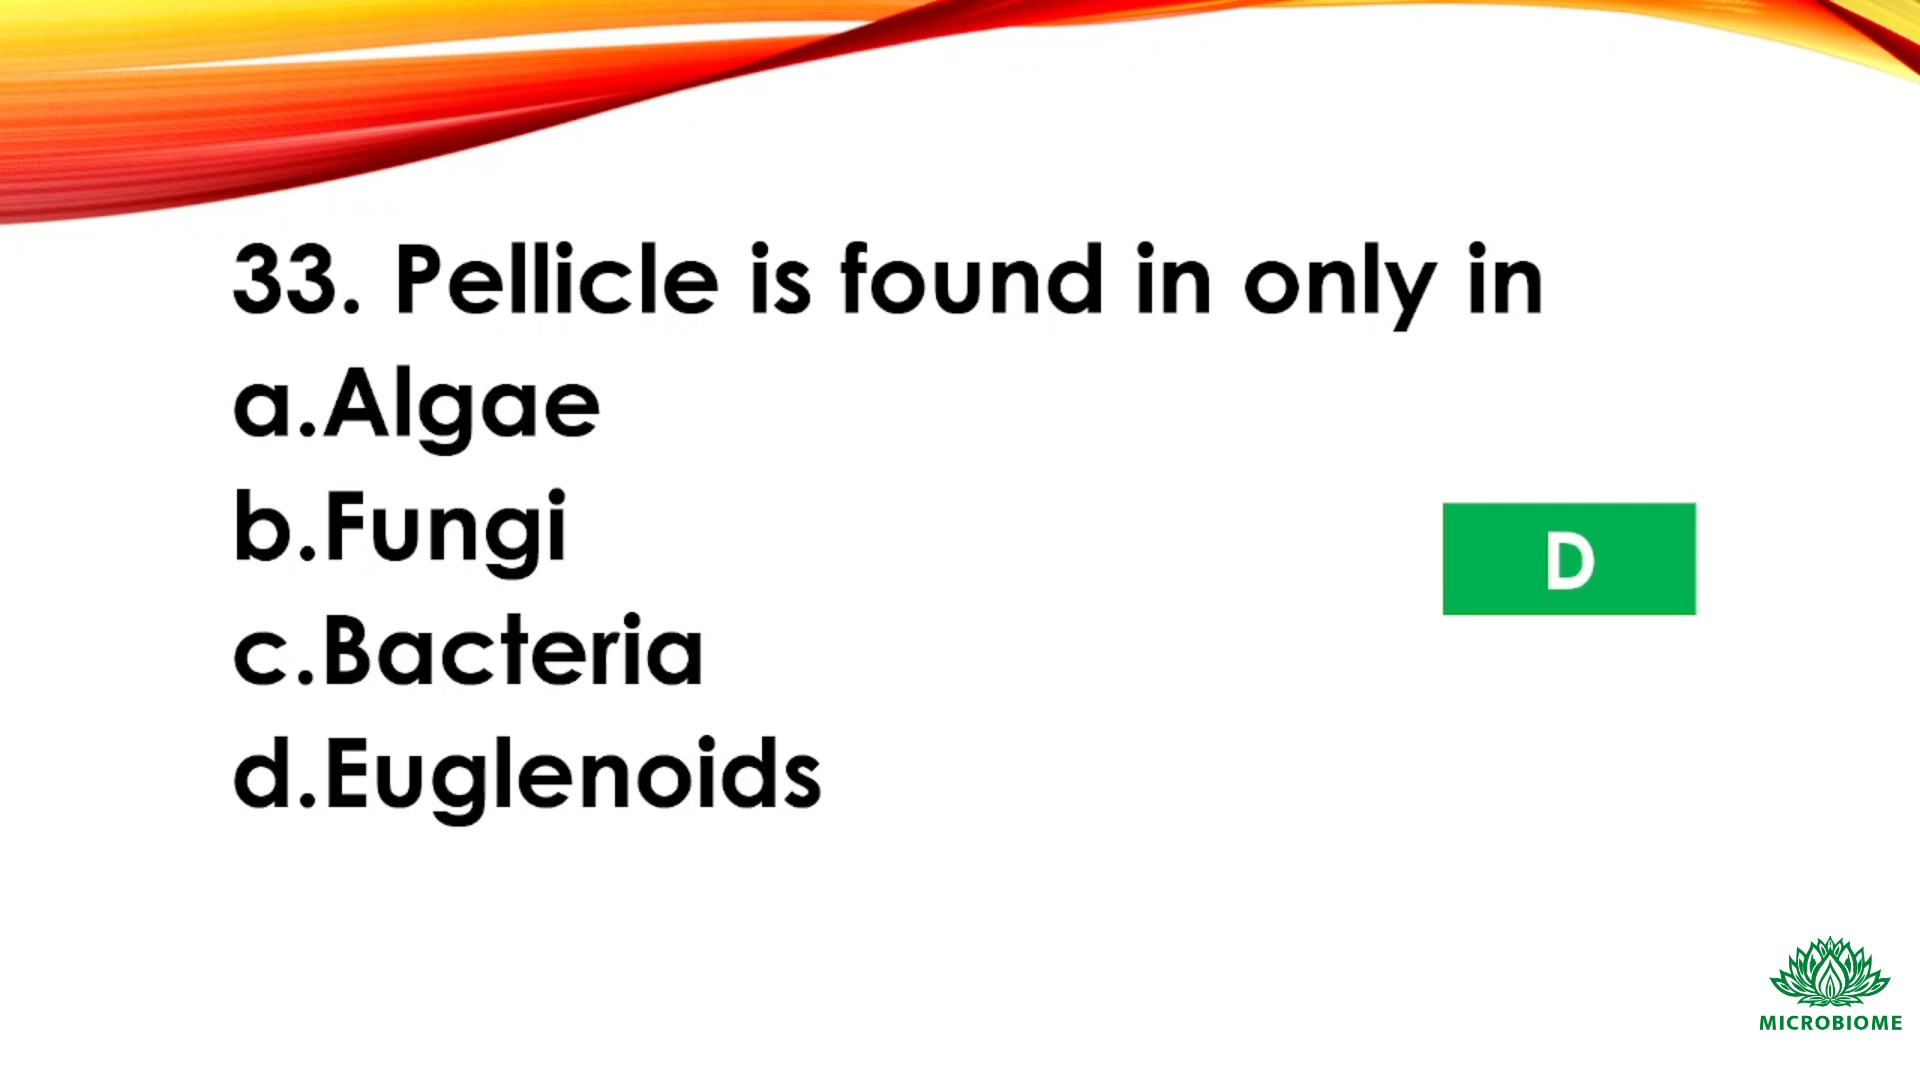 33. Pellicle is found in only in
a.Algae
b.Fungi
c.Bacteria
d.Euglenoids
D
MICROBIOME